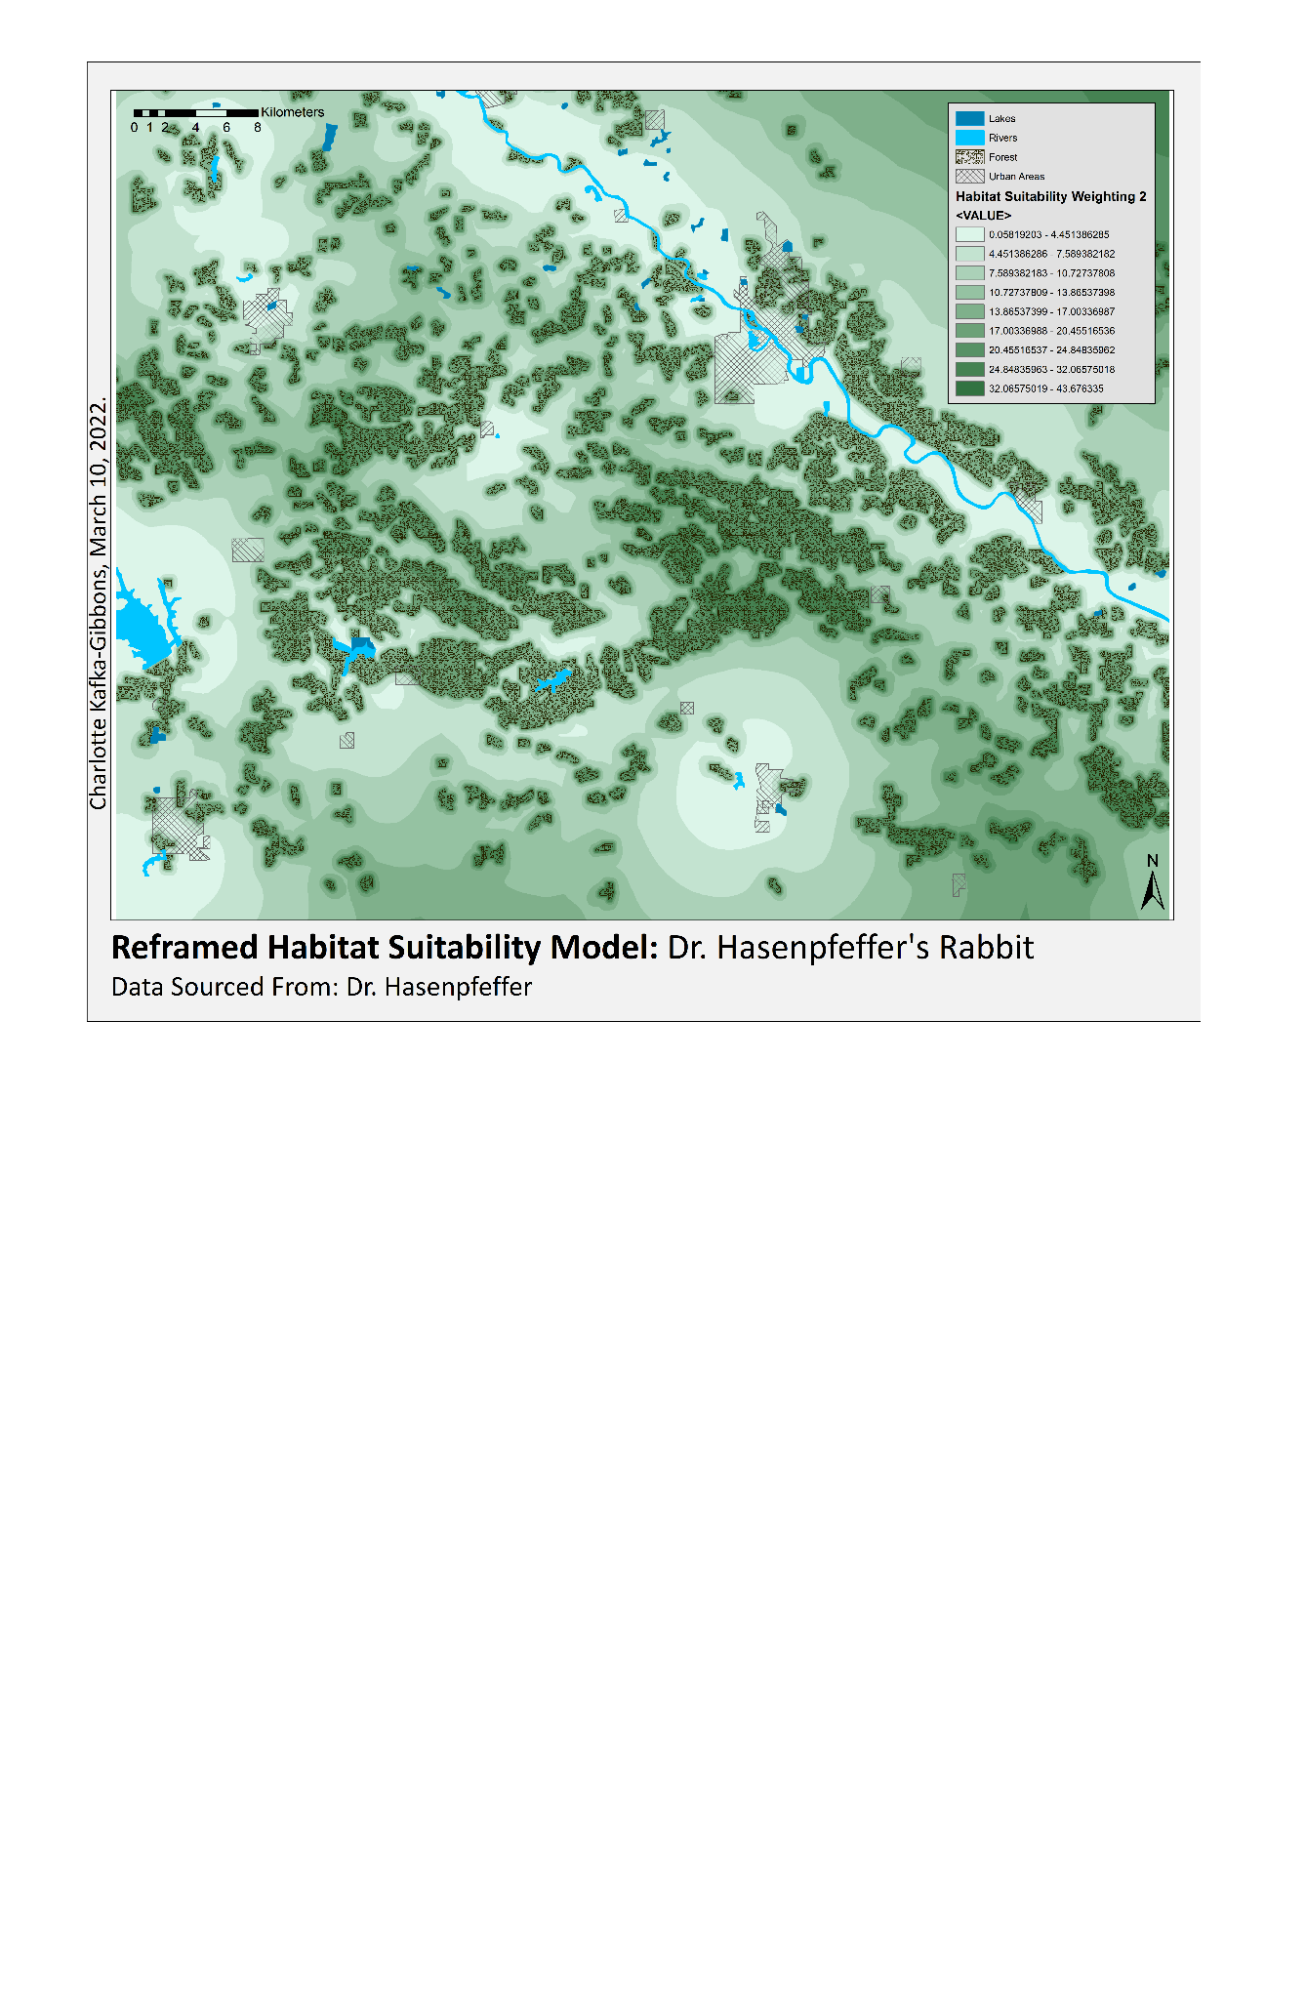 Kilometers
0 1 2 4 6 8
Lakes
Rivers
Forest
Urban Areas
Habitat Suitability Weighting 2
<VALUE>
0.05819203 - 4.451386285
4.451386286 - 7.589382182
7.589382183 - 10.72737808
10.72737809 - 13.86537398
13.86537399 - 17.00336987
17.00336988 - 20.45516536
20.45516537 - 24.84835962
24.84835963 - 32.06575018
32.06575019 - 43.676335
Charlotte Kafka-Gibbons, March 10, 2022.
N
Reframed Habitat Suitability Model: Dr. Hasenpfeffer's Rabbit
Data Sourced From: Dr. Hasenpfeffer